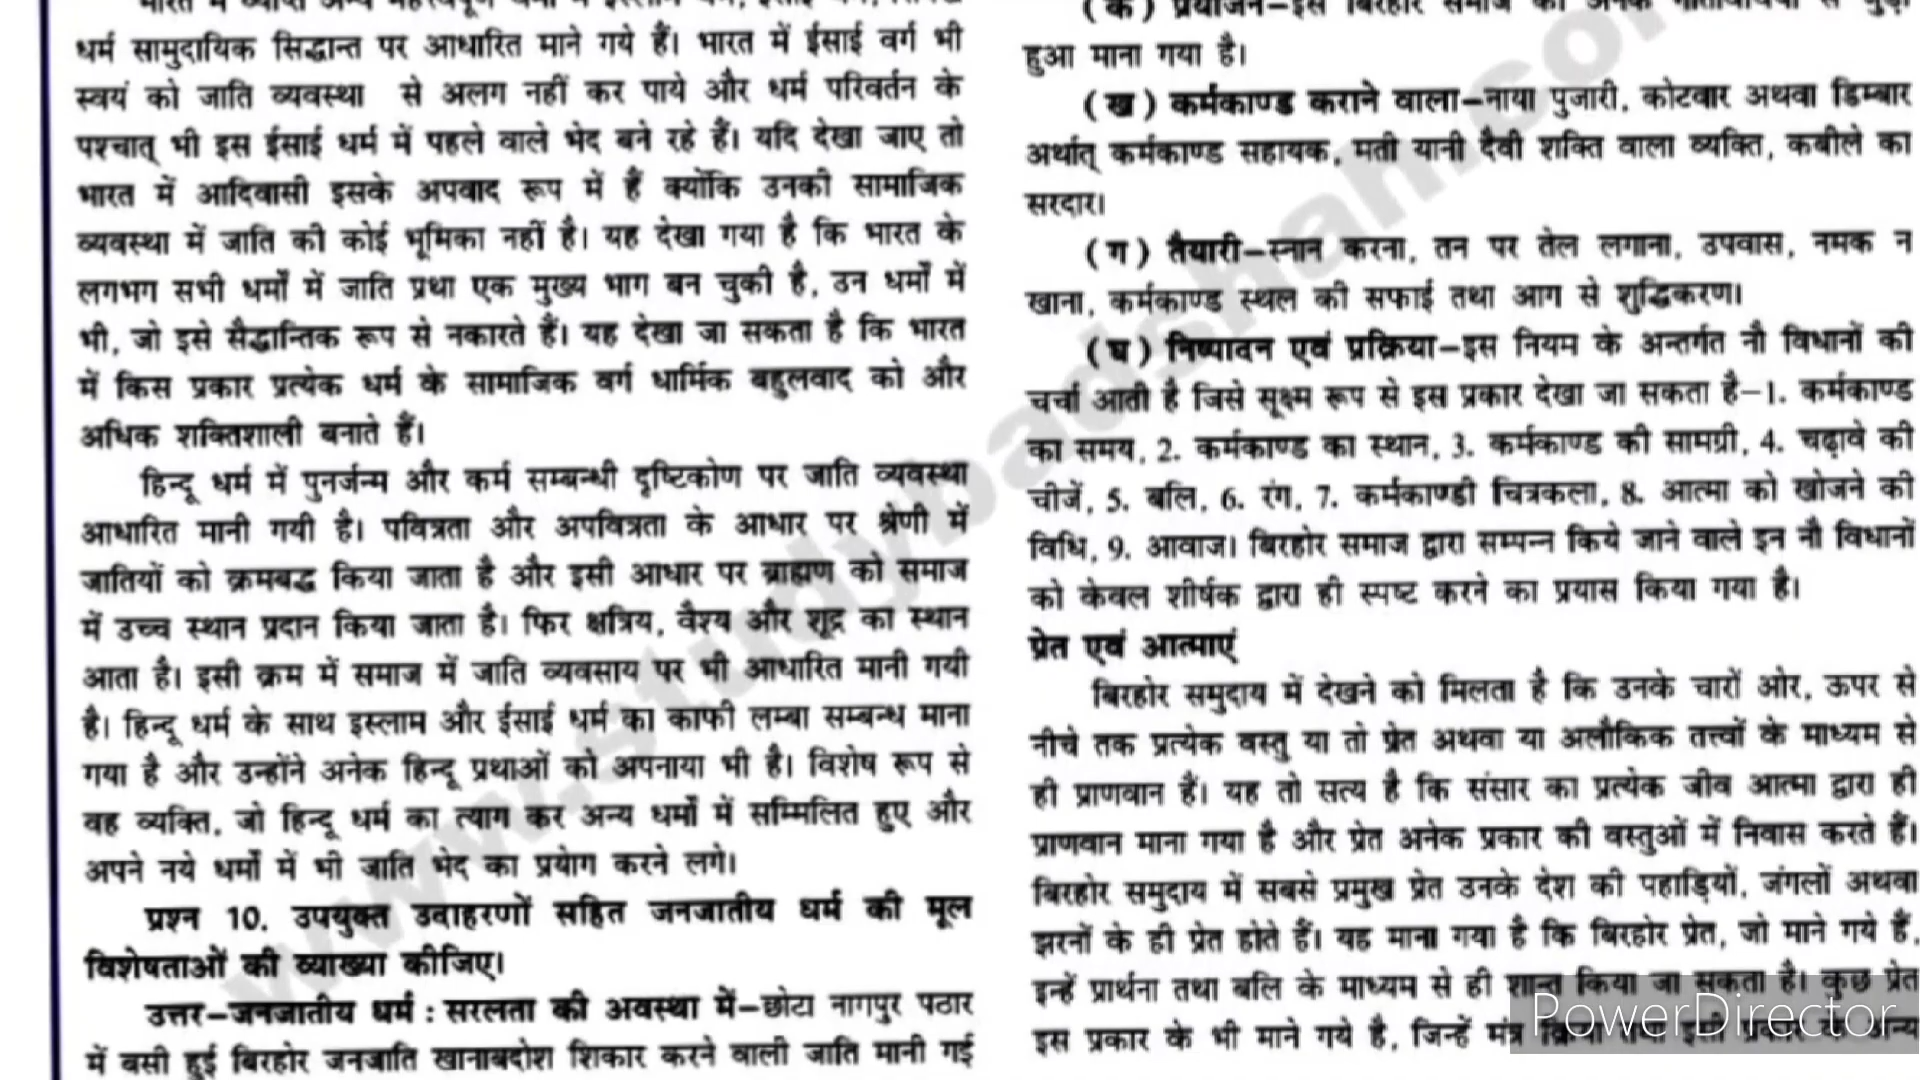 धर्म सामुदायिक सिद्धान्त पर आधारित माने गये हैं। भारत में ईसाई वर्ग भी
स्वयं को जाति व्यवस्था से अलग नहीं कर पाये और धर्म परिवर्तन के
पश्चात् भी इस ईसाई धर्म में पहले वाले भेद बने रहे हैं। यदि देखा जाए तो
भारत में आदिवासी इसके अपवाद रूप में हैं क्योंकि उनकी सामाजिक
व्यवस्था में जाति की कोई भूमिका नहीं है। यह देखा गया है कि भारत के
लगभग सभी धर्मों में जाति प्रथा एक मुख्य भाग बन चुकी है, उन धर्मों में
भी, जो इसे सैद्धान्तिक रूप से नकारते हैं। यह देखा जा सकता है कि भारत
में किस प्रकार प्रत्येक धर्म के सामाजिक वर्ग धार्मिक बहुलवाद को और
अधिक शक्तिशाली बनाते हैं।
हिन्दू धर्म में पुनर्जन्म और कर्म सम्बन्धी दृष्टिकोण पर जाति व्यवस्था
आधारित मानी गयी है। पवित्रता और अपवित्रता के आधार पर श्रेणी में
जातियों को क्रमबद्ध किया जाता है और इसी आधार पर ब्राह्मण को समाज
में उच्च स्थान प्रदान किया जाता है। फिर क्षत्रिय, वैश्य और शूद्र का स्थान
आता है। इसी क्रम में समाज में जाति व्यवसाय पर भी आधारित मानी गयी
है। हिन्दू धर्म के साथ इस्लाम और ईसाई धर्म का काफी लम्बा सम्बन्ध माना
गया है और उन्होंने अनेक हिन्दू प्रथाओं को अपनाया भी है। विशेष रूप से
वह व्यक्ति, जो हिन्दू धर्म का त्याग कर अन्य धर्मों में सम्मिलित हुए और
अपने नये धर्मों में भी जाति भेद का प्रयोग करने लगे।
प्रश्न 10. उपयुक्त उदाहरणों सहित जनजातीय धर्म की मूल
विशेषताओं की व्याख्या कीजिए।
उत्तर–जनजातीय धर्म : सरलता की अवस्था में–छोटा नागपुर पठार
में बसी हुई बिरहोर जनजाति खानाबदोश शिकार करने वाली जाति मानी गई
(क) प्रयोजन–इस बिरहोर समाज की अनेक
हुआ माना गया है।
(ख) कर्मकाण्ड कराने वाला–नाया पुजारी, कोटवार अथवा डिम्बार
अर्थात् कर्मकाण्ड सहायक, मती यानी दैवी शक्ति वाला व्यक्ति, कबीले का
सरदार।
(ग) तैयारी–स्नान करना, तन पर तेल लगाना, उपवास, नमक न
खाना, कर्मकाण्ड स्थल की सफाई तथा आग से शुद्धिकरण।
(घ) निष्पादन एवं प्रक्रिया–इस नियम के अन्तर्गत नौ विधानों की
चर्चा आती है जिसे सूक्ष्म रूप से इस प्रकार देखा जा सकता है–1. कर्मकाण्ड
का समय, 2. कर्मकाण्ड का स्थान, 3. कर्मकाण्ड की सामग्री, 4. चढ़ावे की
चीजें, 5. बलि, 6. रंग, 7. कर्मकाण्डी चित्रकला, 8. आत्मा को खोजने की
विधि, 9. आवाज। बिरहोर समाज द्वारा सम्पन्न किये जाने वाले इन नौ विधानों
को केवल शीर्षक द्वारा ही स्पष्ट करने का प्रयास किया गया है।
प्रेत एवं आत्माएं
बिरहोर समुदाय में देखने को मिलता है कि उनके चारों ओर, ऊपर से
नीचे तक प्रत्येक वस्तु या तो प्रेत अथवा या अलौकिक तत्त्वों के माध्यम से
ही प्राणवान हैं। यह तो सत्य है कि संसार का प्रत्येक जीव आत्मा द्वारा ही
प्राणवान माना गया है और प्रेत अनेक प्रकार की वस्तुओं में निवास करते हैं।
बिरहोर समुदाय में सबसे प्रमुख प्रेत उनके देश की पहाड़ियों, जंगलों अथवा
झरनों के ही प्रेत होते हैं। यह माना गया है कि बिरहोर प्रेत, जो माने गये हैं,
इन्हें प्रार्थना तथा बलि के माध्यम से ही शान्त किया जा सकता है। कुछ प्रेत
इस प्रकार के भी माने गये है, जिन्हें मंत्र क्रिया तथा इसी प्रकार के अन्य
www.studybadshah.com
PowerDirector